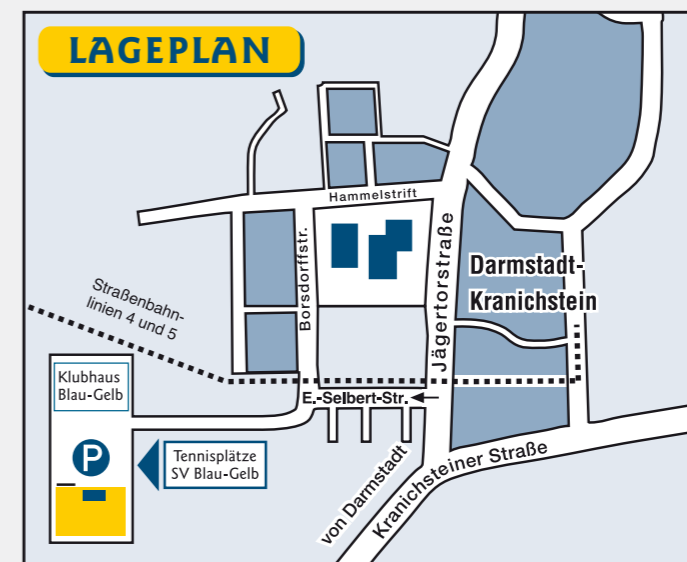 LAGEPLAN
Hammelstrift
Borsdorffstr.
Jägertorstraße
Darmstadt-
Kranichstein
Straßenbahn-
linien 4 und 5
Klubhaus
Blau-Gelb
E.-Selbert-Str.
P
Tennisplätze
SV Blau-Gelb
von Darmstadt
Kranichsteiner Straße